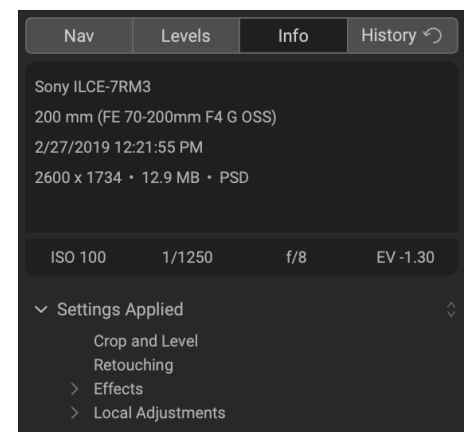 Nav Levels Info History
Sony ILCE-7RM3
200 mm (FE 70-200mm F4 G OSS)
2/27/2019 12:21:55 PM
2600 x 1734 • 12.9 MB • PSD
ISO 100 1/1250 f/8 EV -1.30
Settings Applied
Crop and Level
Retouching
Effects
Local Adjustments